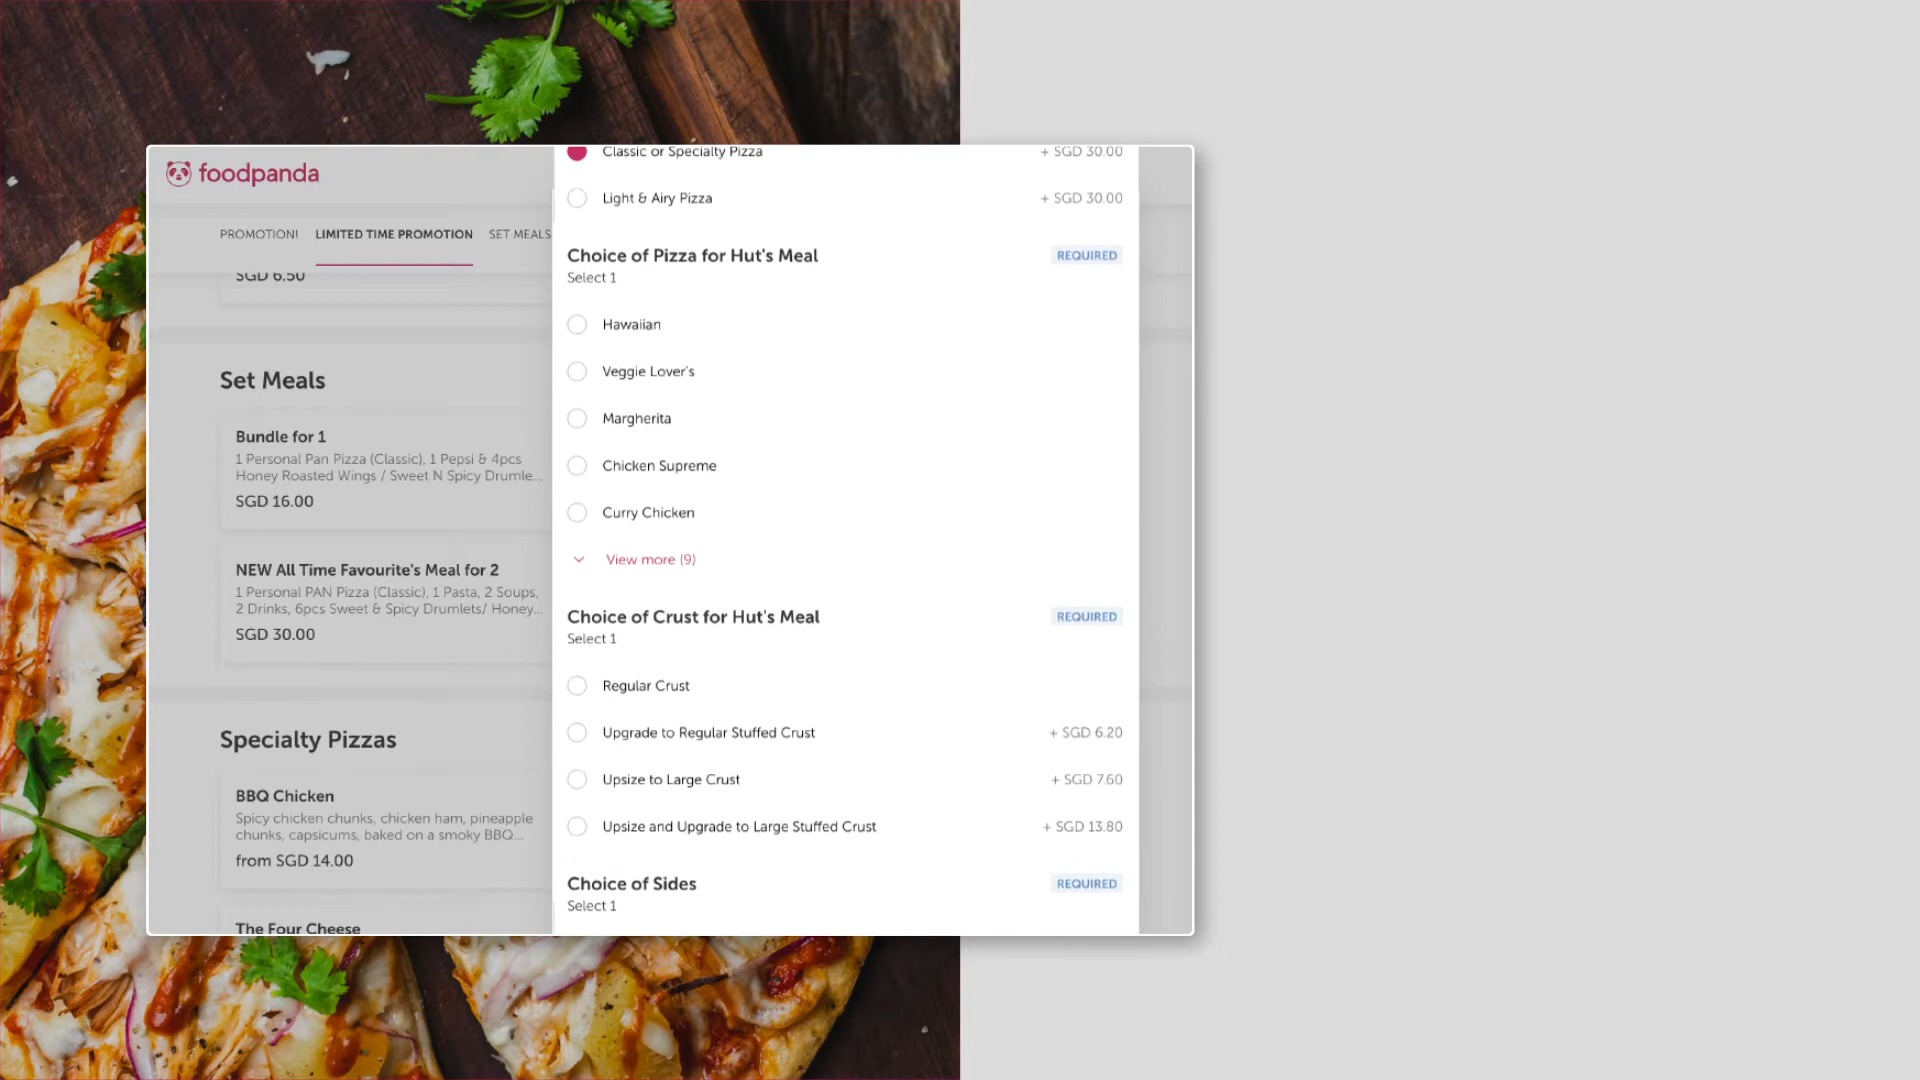 foodpanda
PROMOTION! LIMITED TIME PROMOTION SET MEALS
SGD 6.50
Set Meals
Bundle for 1
1 Personal Pan Pizza (Classic), 1 Pepsi & 4pcs
Honey Roasted Wings / Sweet N Spicy Drumle...
SGD 16.00
NEW All Time Favourite's Meal for 2
1 Personal PAN Pizza (Classic), 1 Pasta, 2 Soups,
2 Drinks, 6pcs Sweet & Spicy Drumlets/ Honey...
SGD 30.00
Specialty Pizzas
BBQ Chicken
Spicy chicken chunks, chicken ham, pineapple
chunks, capsicums, baked on a smoky BBQ...
from SGD 14.00
The Four Cheese
Classic or Specialty Pizza + SGD 30.00
Light & Airy Pizza + SGD 30.00
Choice of Pizza for Hut's Meal REQUIRED
Select 1
Hawaiian
Veggie Lover's
Margherita
Chicken Supreme
Curry Chicken
View more (9)
Choice of Crust for Hut's Meal REQUIRED
Select 1
Regular Crust
Upgrade to Regular Stuffed Crust + SGD 6.20
Upsize to Large Crust + SGD 7.60
Upsize and Upgrade to Large Stuffed Crust + SGD 13.80
Choice of Sides REQUIRED
Select 1